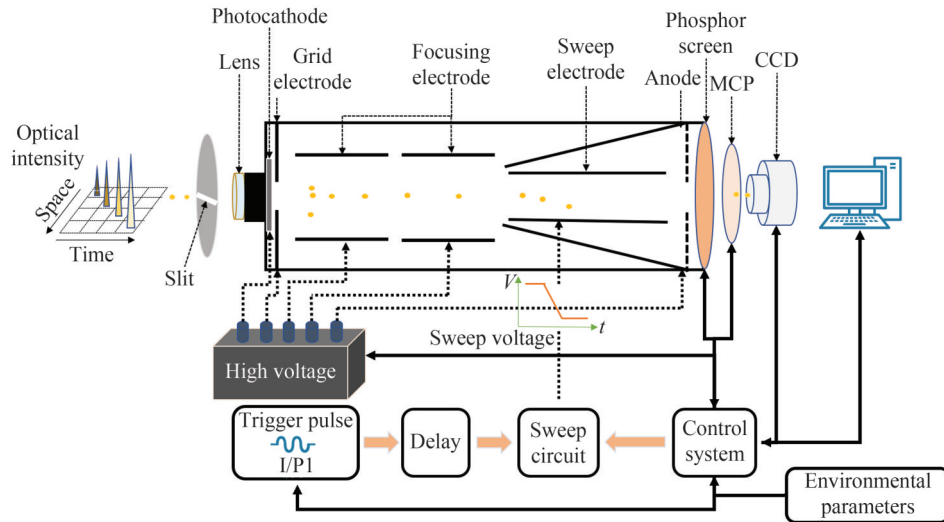 Photocathode
Lens
Grid
electrode
Focusing
electrode
Sweep
electrode
Anode
Phosphor
screen
MCP
CCD
Optical
intensity
Space
Time
Slit
V
t
Sweep voltage
High voltage
Trigger pulse
I/P1
Delay
Sweep
circuit
Control
system
Environmental
parameters